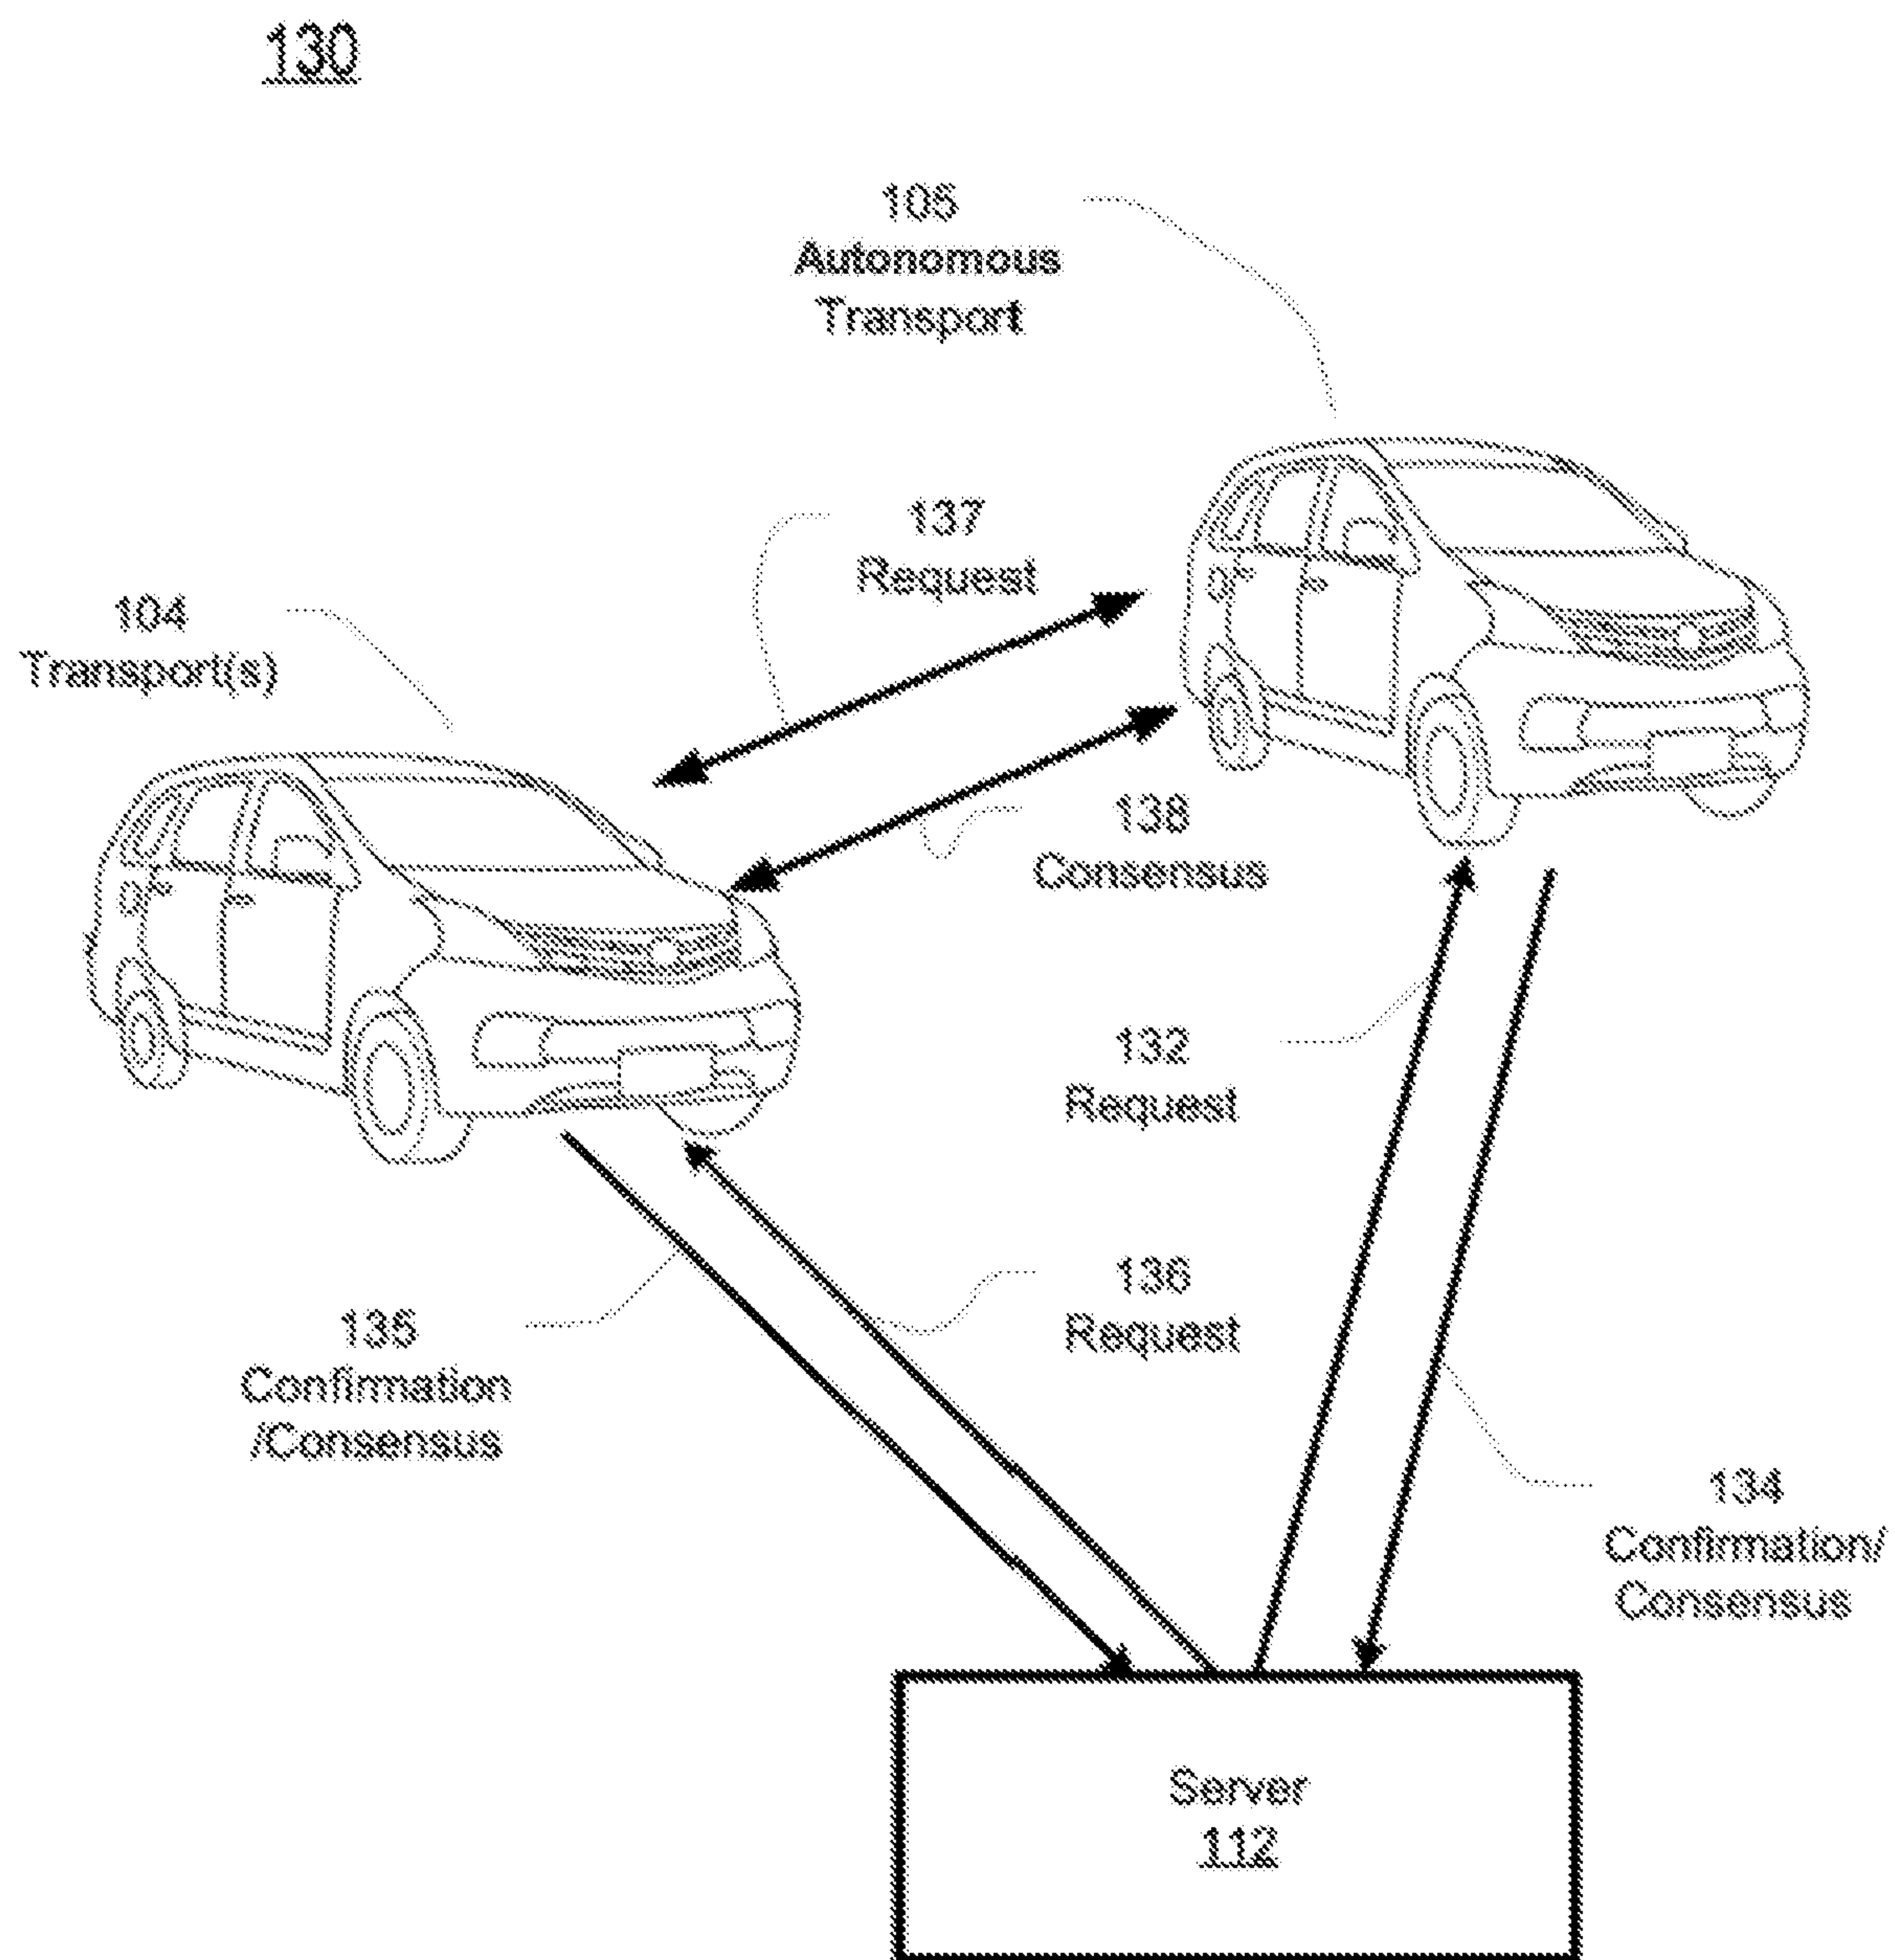 130
105
Autonomous
Transport
137
Request
104
Transport(s)
138
Consensus
132
Request
136
Request
135
Confirmation
/Consensus
134
Confirmation/
Consensus
Server
112